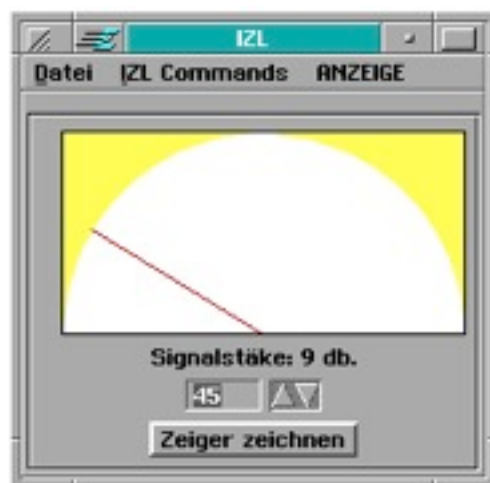 IZL
Datei IZL Commands ANZEIGE
Signalstäke: 9 db.
45
Zeiger zeichnen